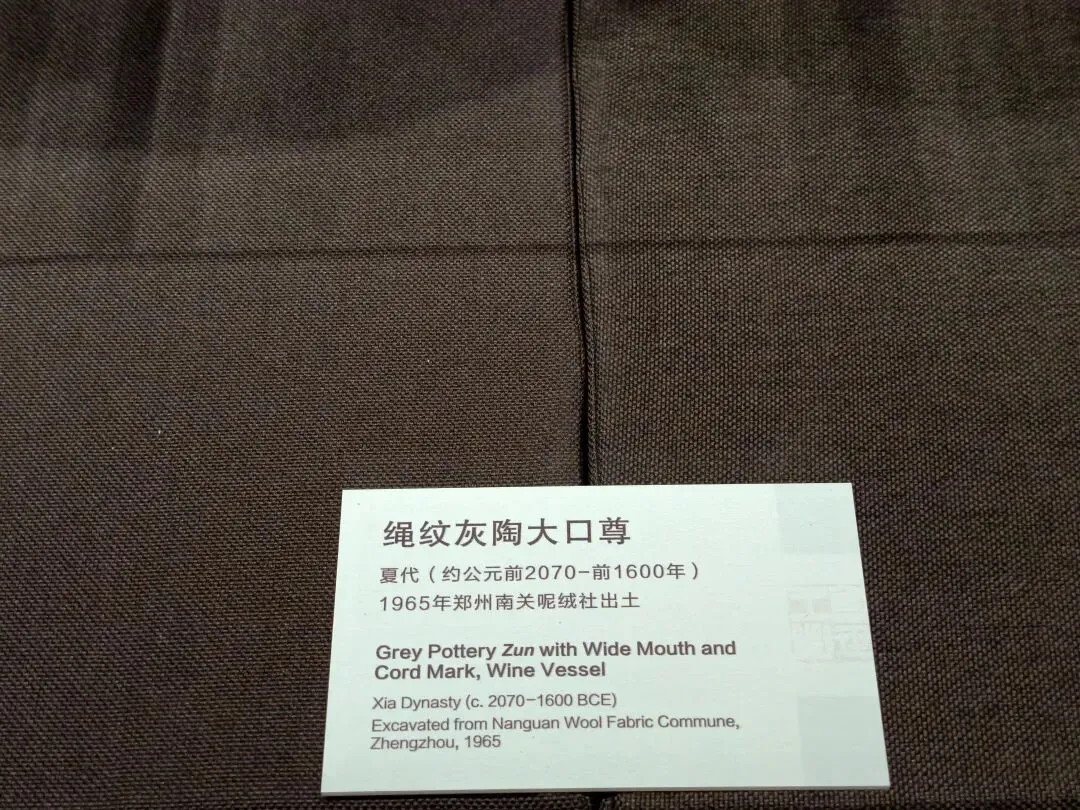 绳纹灰陶大口尊
夏代（约公元前2070-前1600年）
1965年郑州南关呢绒社出土
Grey Pottery Zun with Wide Mouth and
Cord Mark, Wine Vessel
Xia Dynasty (c. 2070-1600 BCE)
Excavated from Nanguan Wool Fabric Commune,
Zhengzhou, 1965